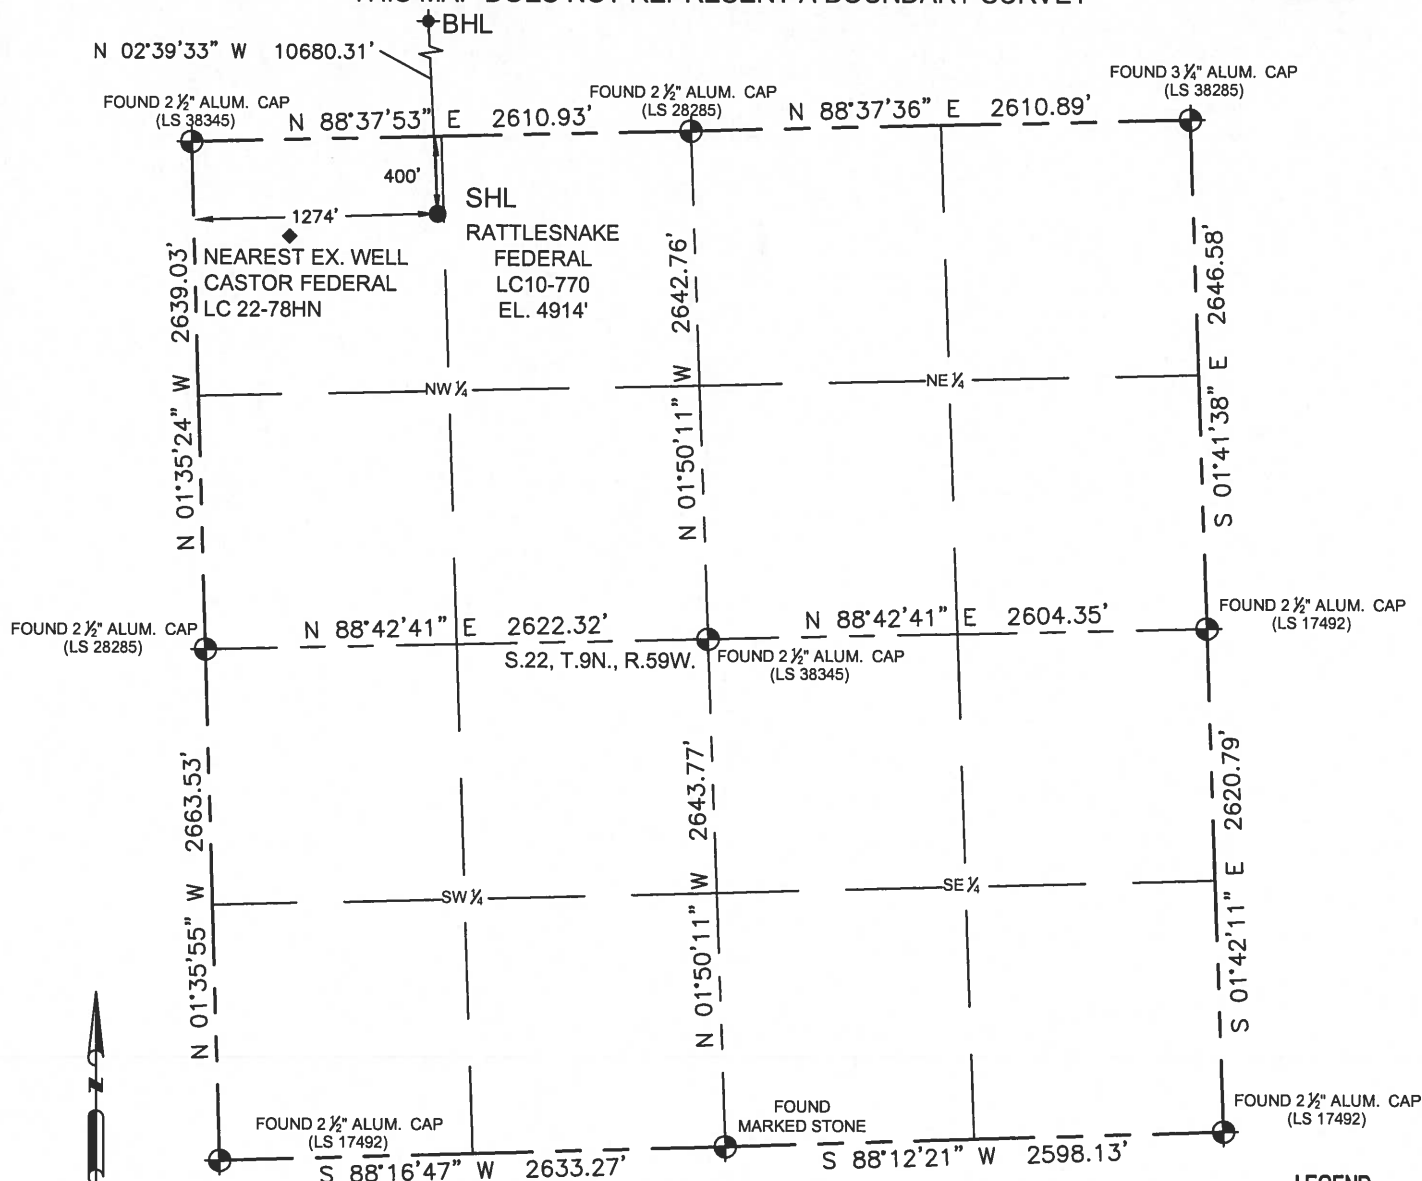 THIS MAP DOES NOT REPRESENT A BOUNDARY SURVEY
BHL
N 02°39'33" W 10680.31'
FOUND 2 ½" ALUM. CAP
(LS 38345)
N 88°37'53" E 2610.93'
FOUND 2 ½" ALUM. CAP
(LS 28285)
N 88°37'36" E 2610.89'
FOUND 3 ¼" ALUM. CAP
(LS 38285)
400'
SHL
1274'
RATTLESNAKE
FEDERAL
LC10-770
EL. 4914'
NEAREST EX. WELL
CASTOR FEDERAL
LC 22-78HN
N 01°35'24" W 2639.03'
N 01°50'11" W 2642.76'
S 01°41'38" E 2646.58'
NW ¼
NE ¼
FOUND 2 ½" ALUM. CAP
(LS 28285)
N 88°42'41" E 2622.32'
S.22, T.9N., R.59W.
FOUND 2 ½" ALUM. CAP
(LS 38345)
N 88°42'41" E 2604.35'
FOUND 2 ½" ALUM. CAP
(LS 17492)
N 01°35'55" W 2663.53'
N 01°50'11" W 2643.77'
S 01°42'11" E 2620.79'
SW ¼
SE ¼
N
FOUND 2 ½" ALUM. CAP
(LS 17492)
S 88°16'47" W 2633.27'
FOUND
MARKED STONE
S 88°12'21" W 2598.13'
FOUND 2 ½" ALUM. CAP
(LS 17492)
LEGEND